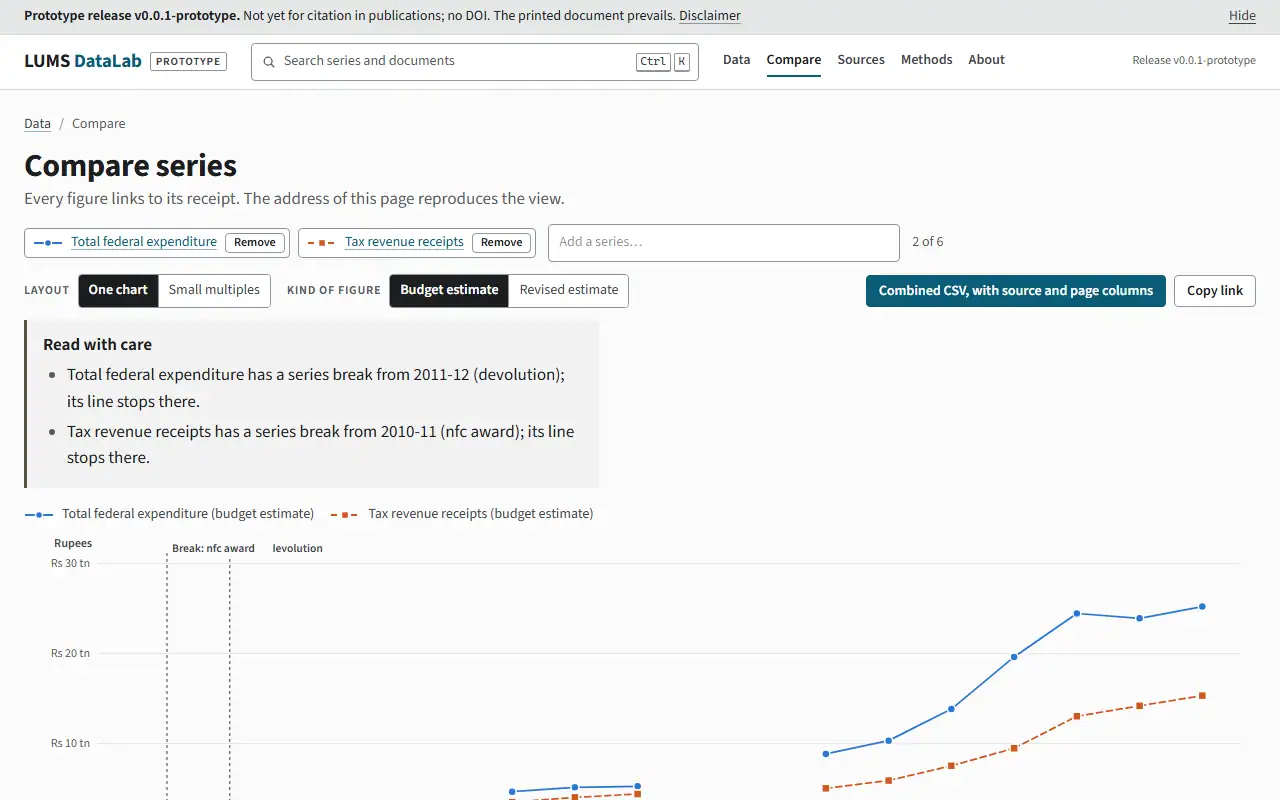 Prototype release v0.0.1-prototype. Not yet for citation in publications; no DOI. The printed document prevails. Disclaimer Hide
LUMS DataLab PROTOTYPE Search series and documents Ctrl K Data Compare Sources Methods About Release v0.0.1-prototype
Data / Compare
Compare series
Every figure links to its receipt. The address of this page reproduces the view.
Total federal expenditure Remove Tax revenue receipts Remove Add a series… 2 of 6
LAYOUT One chart Small multiples KIND OF FIGURE Budget estimate Revised estimate Combined CSV, with source and page columns Copy link
Read with care
Total federal expenditure has a series break from 2011-12 (devolution);
its line stops there.
Tax revenue receipts has a series break from 2010-11 (nfc award); its line
stops there.
Total federal expenditure (budget estimate) Tax revenue receipts (budget estimate)
Rupees
Break: nfc award levolution
Rs 30 tn
Rs 20 tn
Rs 10 tn